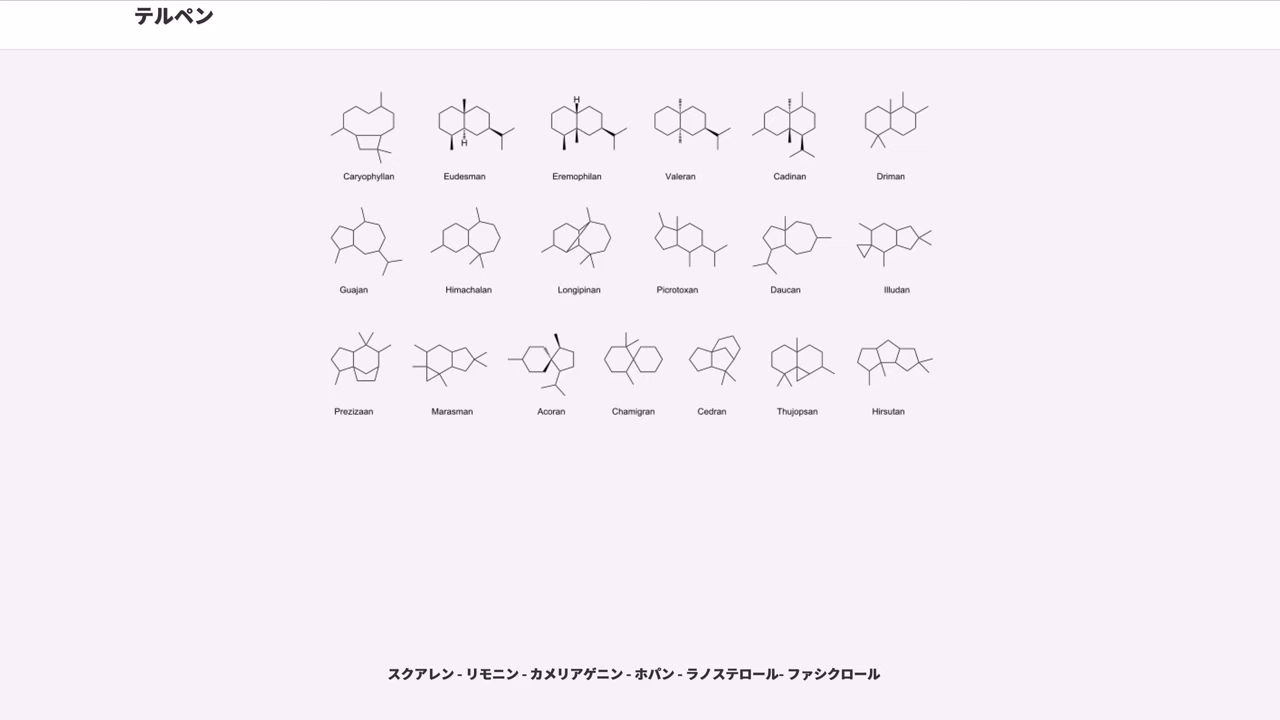 テルペン
H
H
Caryophyllan Eudesman Eremophilan Valeran Cadinan Driman
Guajan Himachalan Longipinan Picrotoxan Daucan Illudan
Prezizaan Marasman Acoran Chamigran Cedran Thujopsan Hirsutan
スクアレン - リモニン - カメリアゲニン - ホパン - ラノステロール- ファシクロール